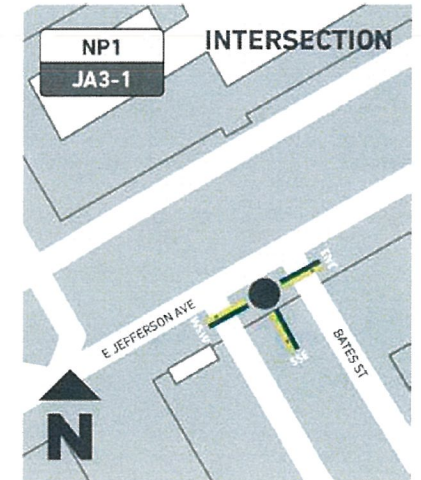 NP1
INTERSECTION
JA3-1
E JEFFERSON AVE
BATES ST
N